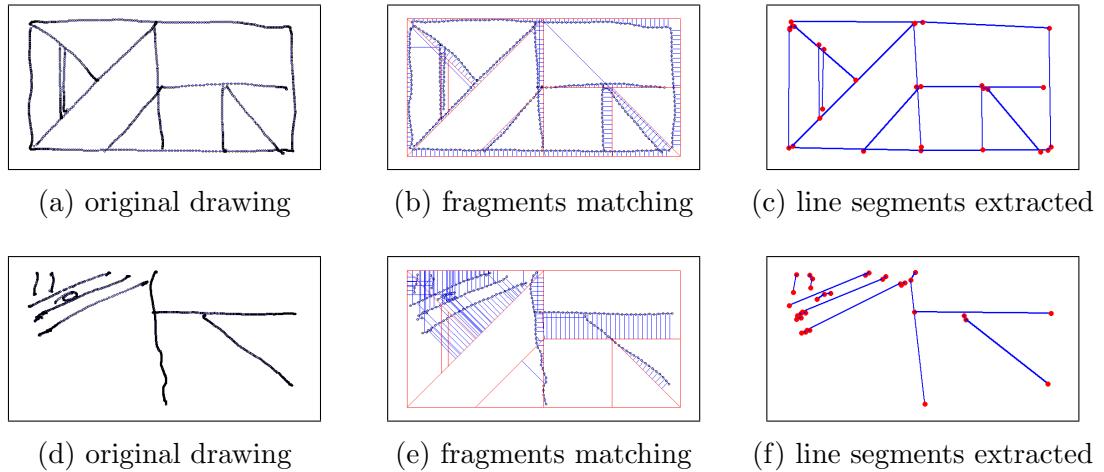 (a) original drawing
(b) fragments matching
(c) line segments extracted
(d) original drawing
(e) fragments matching
(f) line segments extracted